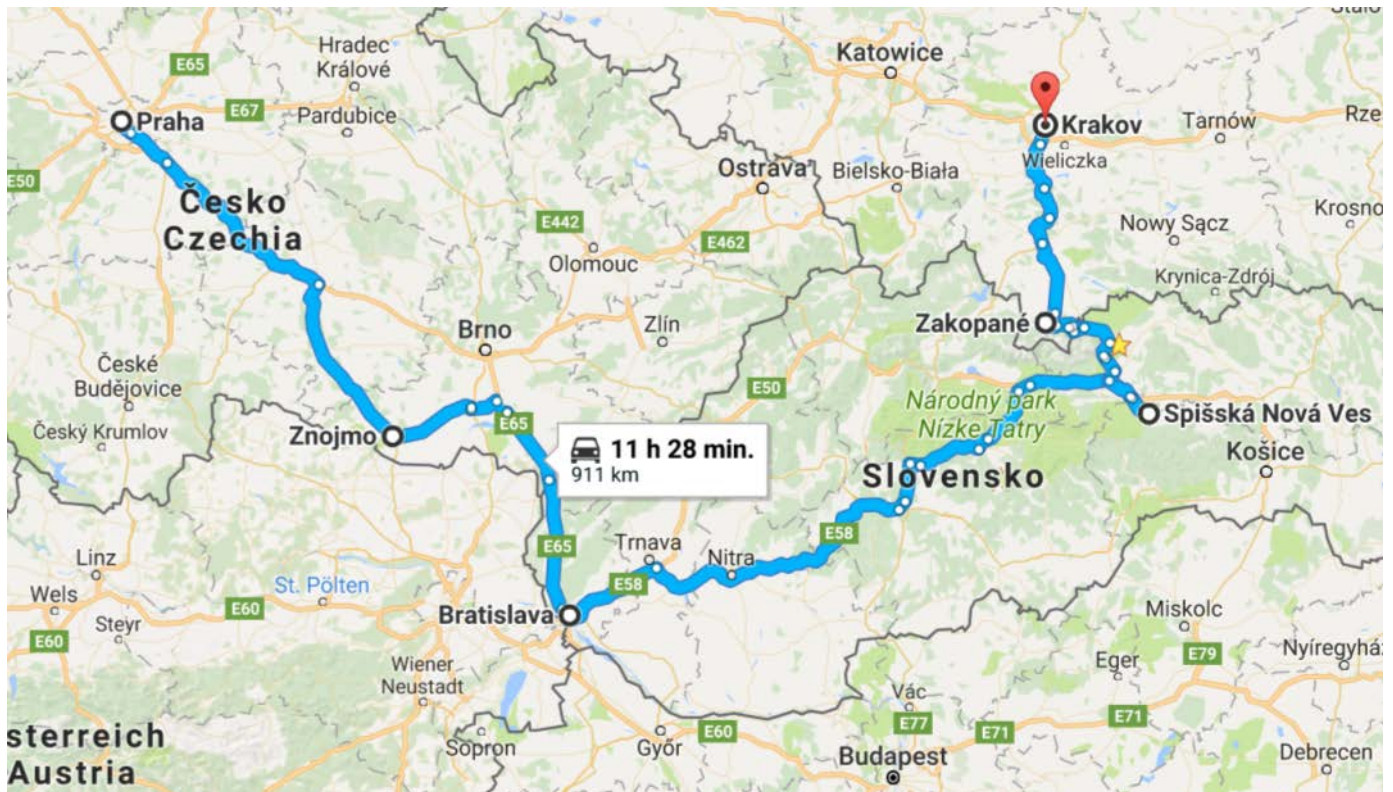 Hradec
Králové
E65
Katowice
Praha
E67
Pardubice
Krakov
Tarnów
Wieliczka
Ostrava
Bielsko-Biała
E50
Česko
Czechia
E442
E462
Olomouc
Nowy Sącz
Krosno
Krynica-Zdrój
Brno
Zlín
Zakopané
České
Budějovice
E50
Národný park
Nízke Tatry
Spišská Nová Ves
Český Krumlov
Znojmo
E65
11 h 28 min.
911 km
Slovensko
Košice
E65
Trnava
Nitra
E58
Linz
St. Pölten
E58
Wels
E60
Bratislava
Miskolc
Steyr
E60
E79
Nyíregyház
Wiener
Neustadt
Eger
Vác
E77
E71
E71
Sopron
Győr
E60
sterreich
Austria
Budapest
Debrecen